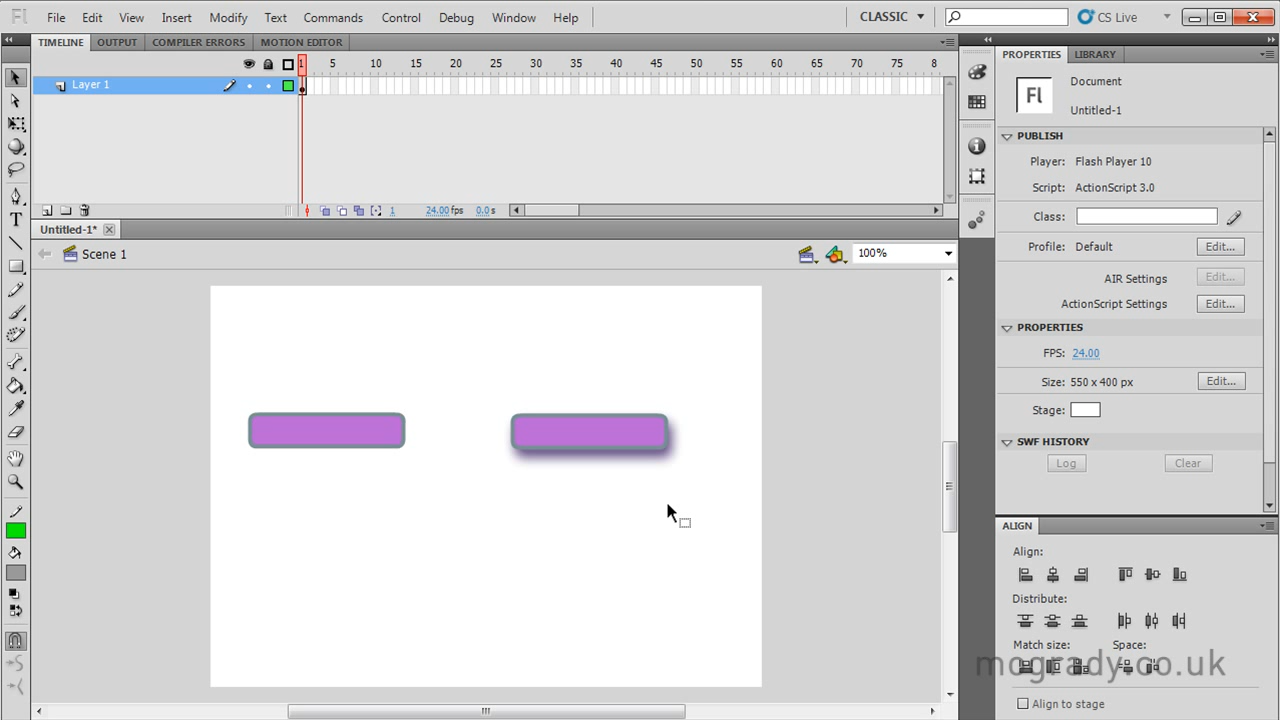 Fl File Edit View Insert Modify Text Commands Control Debug Window Help CLASSIC CS Live
TIMELINE OUTPUT COMPILER ERRORS MOTION EDITOR
1 5 10 15 20 25 30 35 40 45 50 55 60 65 70 75 8
Layer 1
1 24.00 fps 0.0 s
Untitled-1*
Scene 1 100%
PROPERTIES LIBRARY
Fl
Document
Untitled-1
PUBLISH
Player: Flash Player 10
Script: ActionScript 3.0
Class:
Profile: Default Edit...
AIR Settings Edit...
ActionScript Settings Edit...
PROPERTIES
FPS: 24.00
Size: 550 x 400 px Edit...
Stage:
SWF HISTORY
Log Clear
ALIGN
Align:
Distribute:
Match size: Space:
mogrady.co.uk
Align to stage